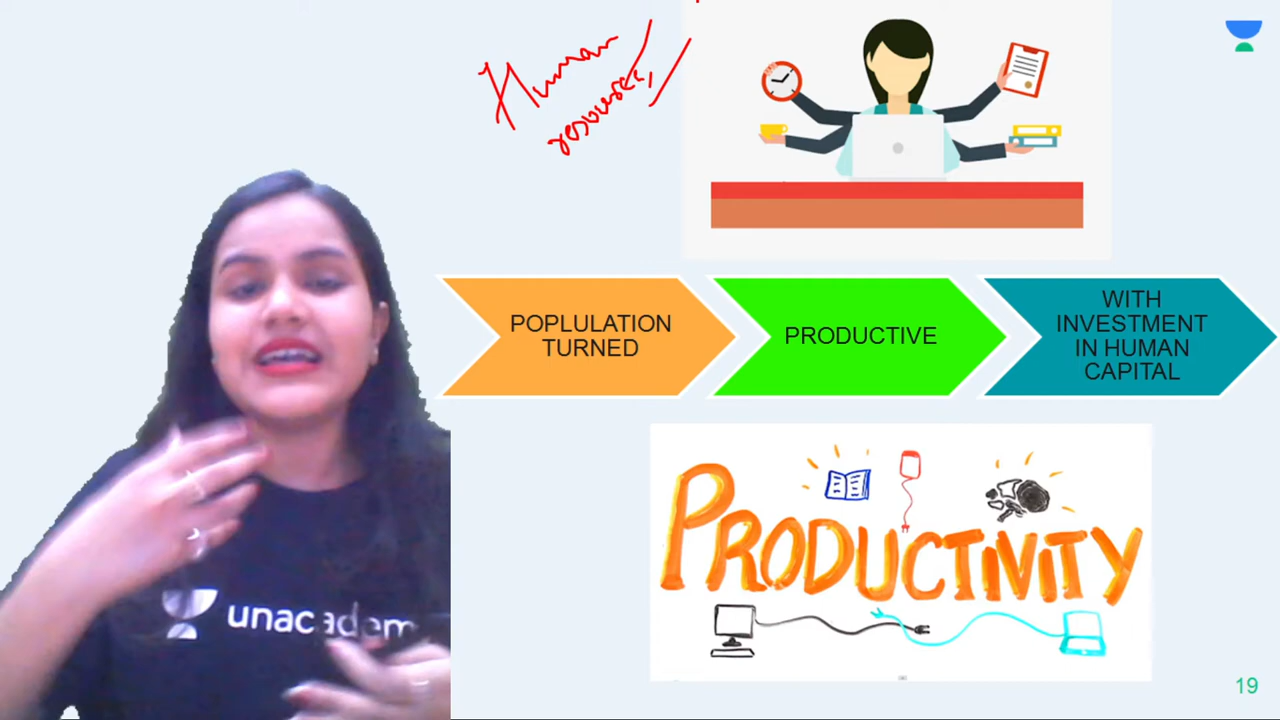 Human
resources,
POPLULATION
TURNED
PRODUCTIVE
WITH
INVESTMENT
IN HUMAN
CAPITAL
PRODUCTIVITY
unacadem
19